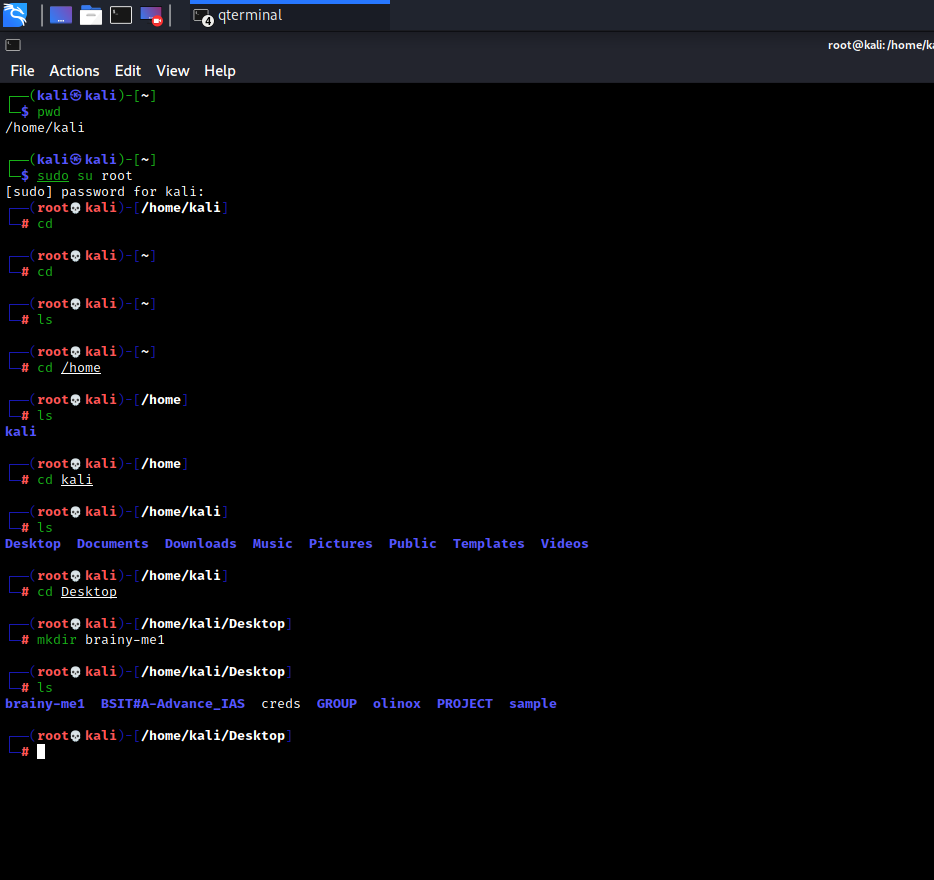 4 qterminal
root@kali:/home/ka
File Actions Edit View Help
┌──(kali㉿kali)-[~]
└─$ pwd
/home/kali
┌──(kali㉿kali)-[~]
└─$ sudo su root
[sudo] password for kali:
┌──(root💀kali)-[/home/kali]
└─# cd
┌──(root💀kali)-[~]
└─# cd
┌──(root💀kali)-[~]
└─# ls
┌──(root💀kali)-[~]
└─# cd /home
┌──(root💀kali)-[/home]
└─# ls
kali
┌──(root💀kali)-[/home]
└─# cd kali
┌──(root💀kali)-[/home/kali]
└─# ls
Desktop Documents Downloads Music Pictures Public Templates Videos
┌──(root💀kali)-[/home/kali]
└─# cd Desktop
┌──(root💀kali)-[/home/kali/Desktop]
└─# mkdir brainy-me1
┌──(root💀kali)-[/home/kali/Desktop]
└─# ls
brainy-me1 BSIT#A-Advance_IAS creds GROUP olinox PROJECT sample
┌──(root💀kali)-[/home/kali/Desktop]
└─#